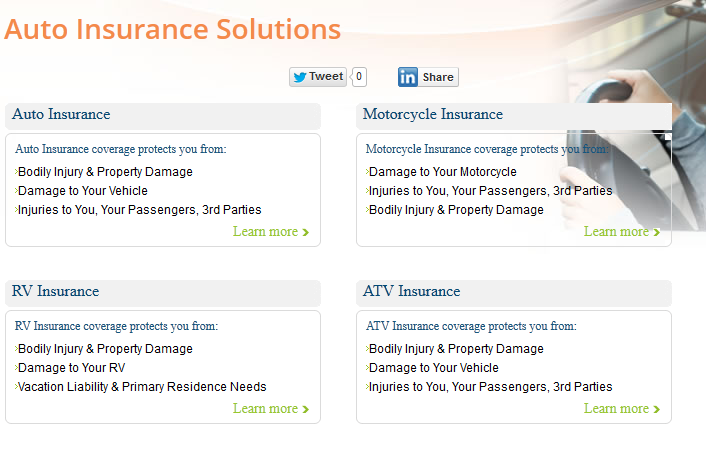 Auto Insurance Solutions
Tweet 0 in Share
Auto Insurance
Auto Insurance coverage protects you from:
Bodily Injury & Property Damage
Damage to Your Vehicle
Injuries to You, Your Passengers, 3rd Parties
Learn more
Motorcycle Insurance
Motorcycle Insurance coverage protects you from:
Damage to Your Motorcycle
Injuries to You, Your Passengers, 3rd Parties
Bodily Injury & Property Damage
Learn more
RV Insurance
RV Insurance coverage protects you from:
Bodily Injury & Property Damage
Damage to Your RV
Vacation Liability & Primary Residence Needs
Learn more
ATV Insurance
ATV Insurance coverage protects you from:
Bodily Injury & Property Damage
Damage to Your Vehicle
Injuries to You, Your Passengers, 3rd Parties
Learn more